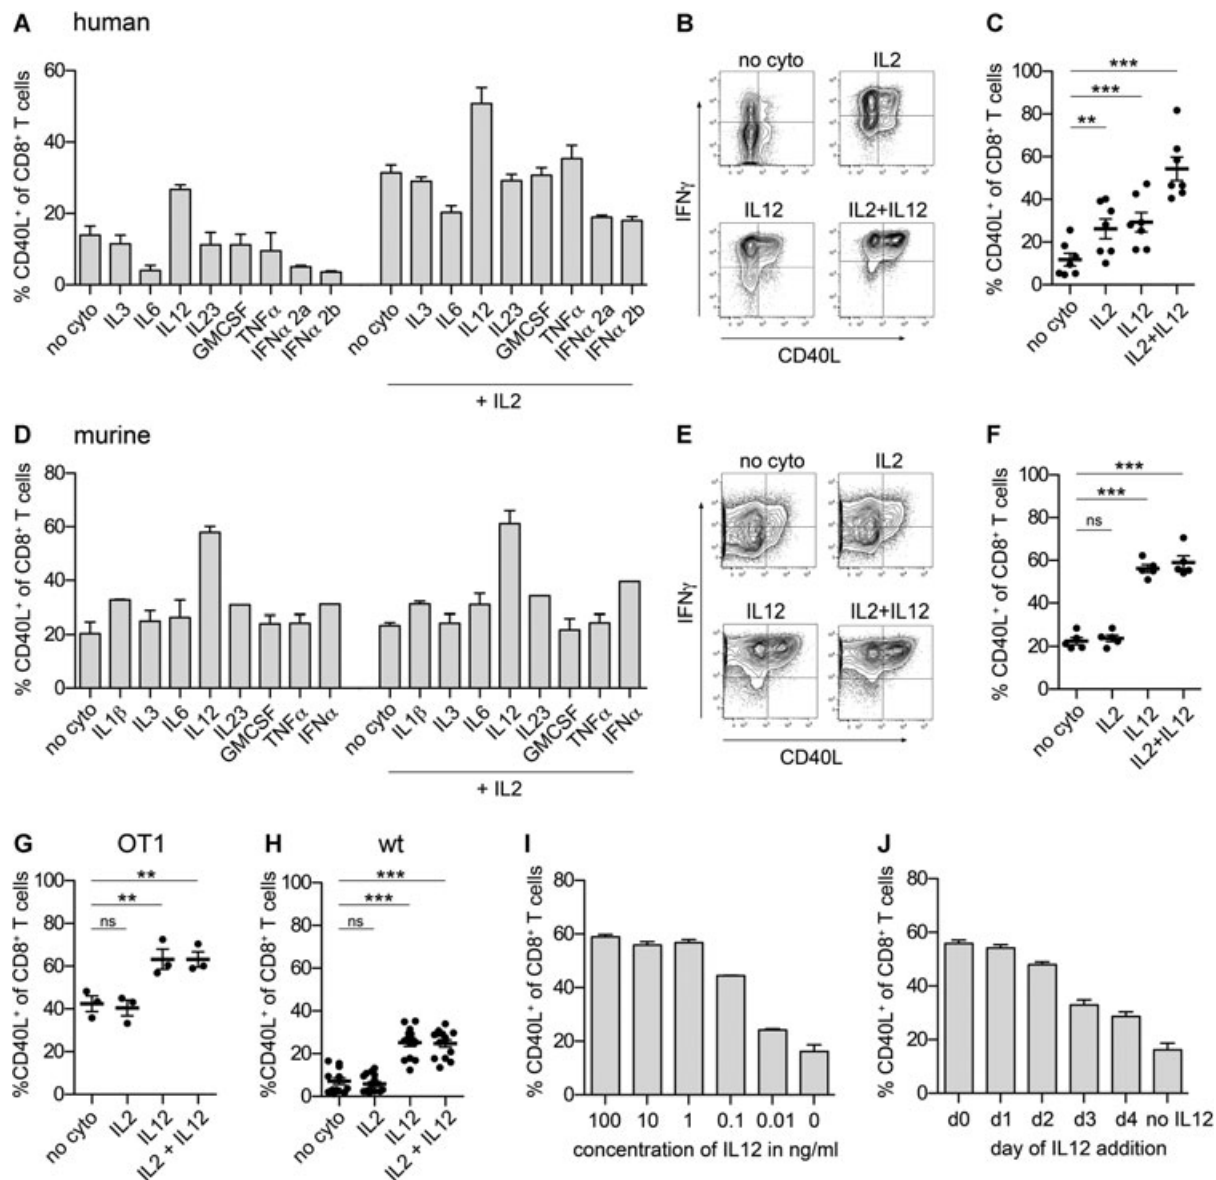 A human
% CD40L⁺ of CD8⁺ T cells
60
40
20
0
no cyto
IL3
IL6
IL12
IL23
GMCSF
TNFα
IFNα 2a
IFNα 2b
no cyto
IL3
IL6
IL12
IL23
GMCSF
TNFα
IFNα 2a
IFNα 2b
+ IL2
B
no cyto
IL2
IL12
IL2+IL12
IFNγ
CD40L
C
% CD40L⁺ of CD8⁺ T cells
100
80
60
40
20
0
***
***
**
no cyto
IL2
IL12
IL2+IL12
D murine
% CD40L⁺ of CD8⁺ T cells
80
60
40
20
0
no cyto
IL1β
IL3
IL6
IL12
IL23
GMCSF
TNFα
IFNα
no cyto
IL1β
IL3
IL6
IL12
IL23
GMCSF
TNFα
IFNα
+ IL2
E
no cyto
IL2
IL12
IL2+IL12
IFNγ
CD40L
F
% CD40L⁺ of CD8⁺ T cells
100
80
60
40
20
0
***
***
ns
no cyto
IL2
IL12
IL2+IL12
G OT1
%CD40L⁺ of CD8⁺ T cells
100
80
60
40
20
0
**
**
ns
no cyto
IL2
IL12
IL2 + IL12
H wt
%CD40L⁺ of CD8⁺ T cells
100
80
60
40
20
0
***
***
ns
no cyto
IL2
IL12
IL2 + IL12
I
% CD40L⁺ of CD8⁺ T cells
80
60
40
20
0
100 10 1 0.1 0.01 0
concentration of IL12 in ng/ml
J
% CD40L⁺ of CD8⁺ T cells
80
60
40
20
0
d0 d1 d2 d3 d4 no IL12
day of IL12 addition